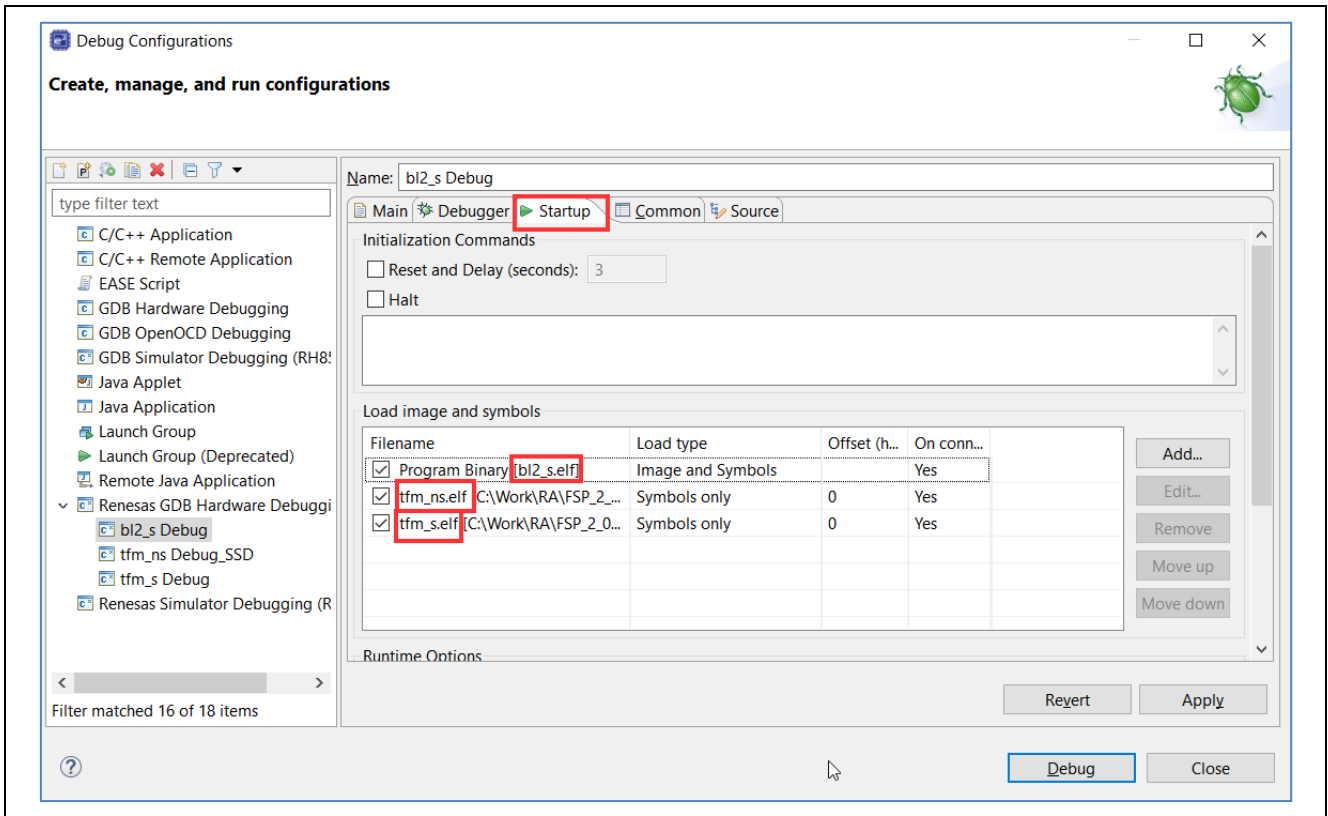 Debug Configurations
Create, manage, and run configurations
type filter text
C/C++ Application
C/C++ Remote Application
EASE Script
GDB Hardware Debugging
GDB OpenOCD Debugging
GDB Simulator Debugging (RH8
Java Applet
Java Application
Launch Group
Launch Group (Deprecated)
Remote Java Application
Renesas GDB Hardware Debuggi
bl2_s Debug
tfm_ns Debug_SSD
tfm_s Debug
Renesas Simulator Debugging (R
Filter matched 16 of 18 items
Name: bl2_s Debug
Main Debugger Startup Common Source
Initialization Commands
Reset and Delay (seconds): 3
Halt
Load image and symbols
Filename Load type Offset (h... On conn...
Program Binary [bl2_s.elf] Image and Symbols Yes
tfm_ns.elf [C:\Work\RA\FSP_2_... Symbols only 0 Yes
tfm_s.elf [C:\Work\RA\FSP_2_0... Symbols only 0 Yes
Add...
Edit...
Remove
Move up
Move down
Runtime Options
Revert Apply
Debug Close